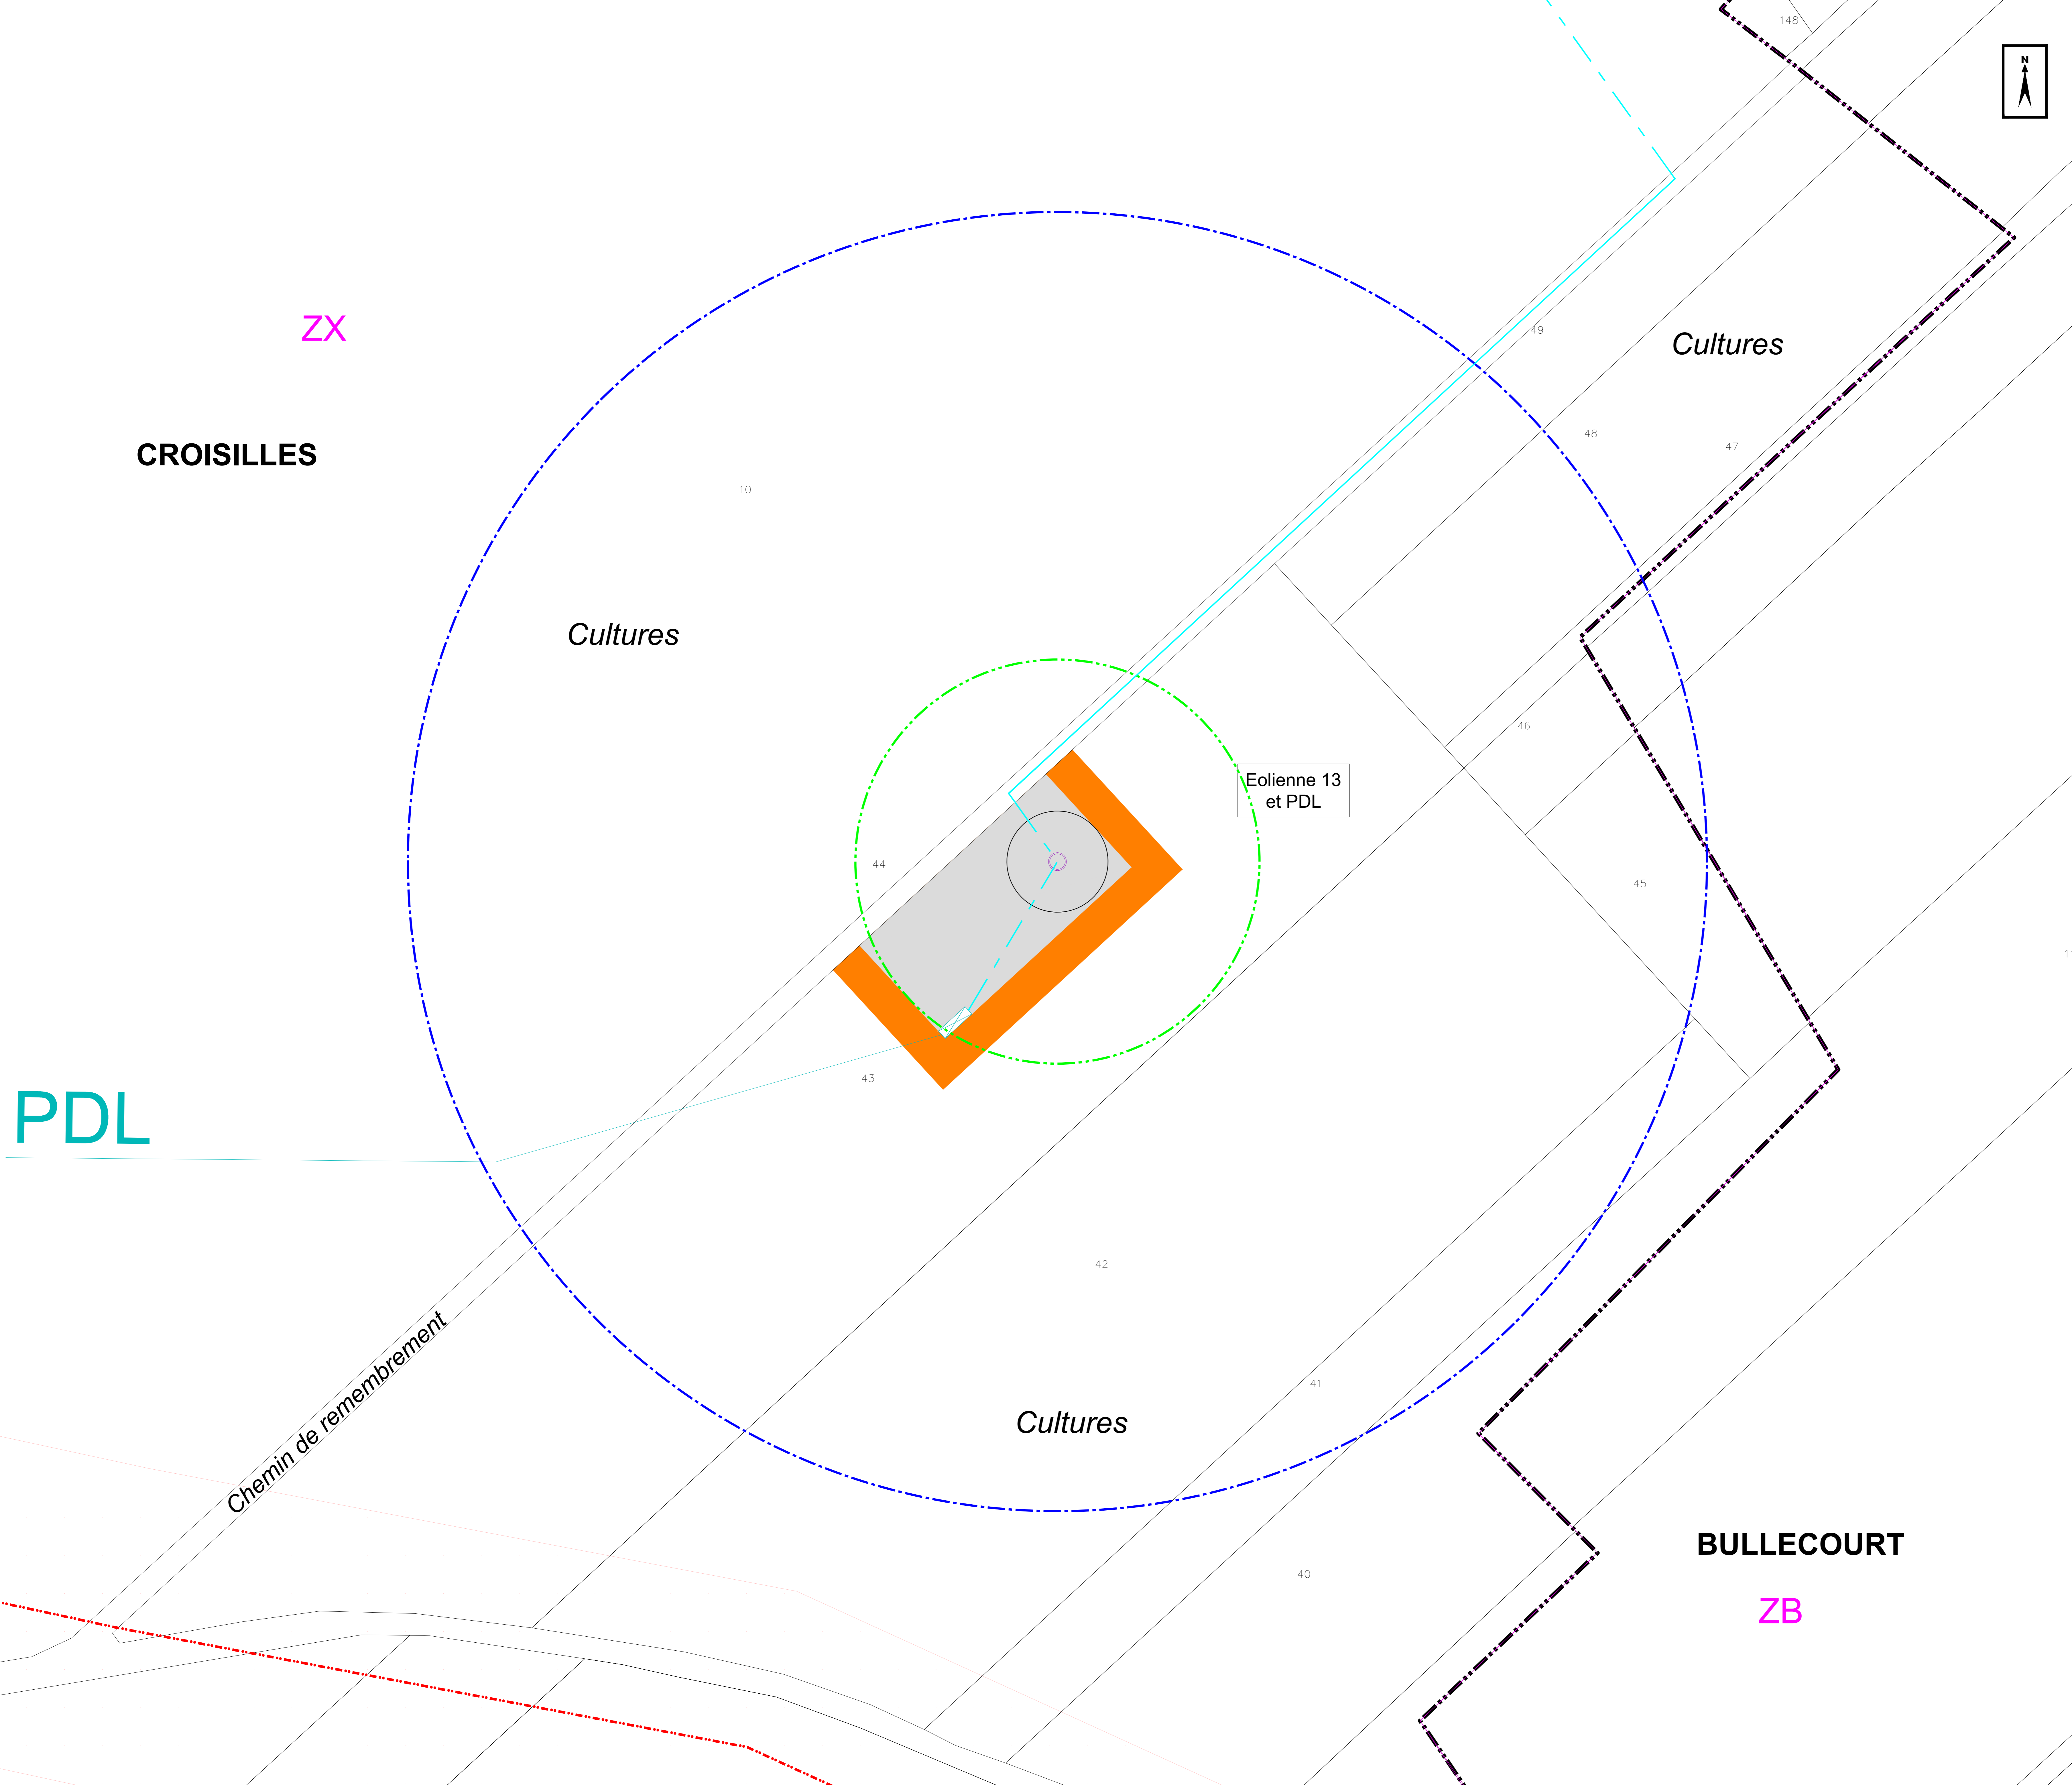 148
N
ZX
49
Cultures
CROISILLES
48
47
10
Cultures
46
Eolienne 13
et PDL
44
45
43
PDL
42
Chemin de remembrement
41
Cultures
BULLECOURT
40
ZB